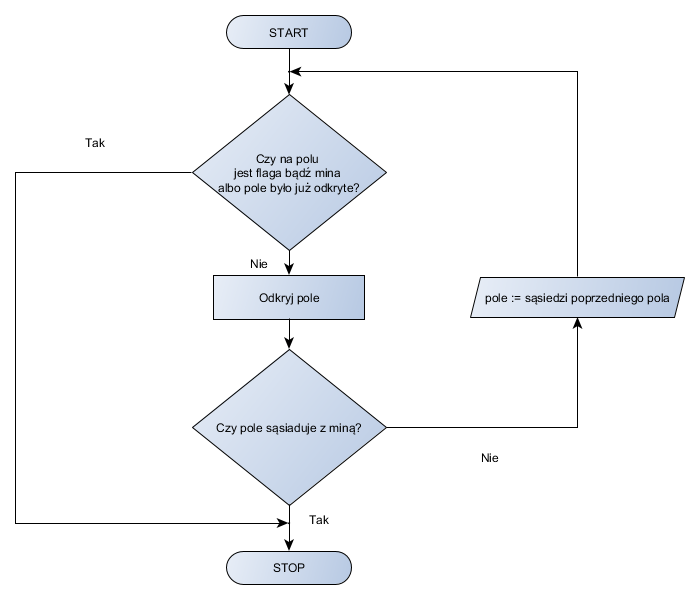 START
Tak
Czy na polu
jest flaga bądź mina
albo pole było już odkryte?
Nie
Odkryj pole
pole := sąsiedzi poprzedniego pola
Czy pole sąsiaduje z miną?
Nie
Tak
STOP